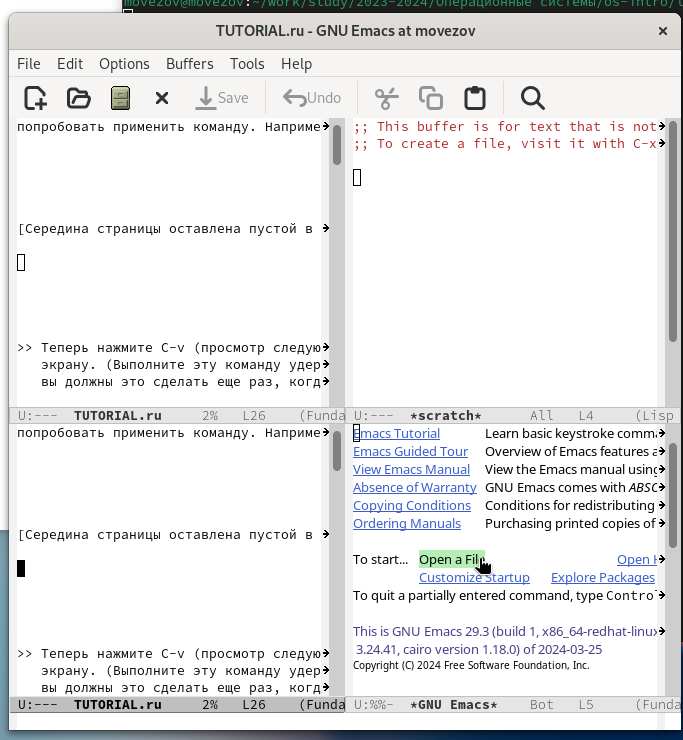 movezov@movezov:~/work/study/2023-2024/Операционные системы/os-intro/
TUTORIAL.ru - GNU Emacs at movezov
File Edit Options Buffers Tools Help
Save Undo
попробовать применить команду. Наприме
[Середина страницы оставлена пустой в
>> Теперь нажмите C-v (просмотр следую
экрану. (Выполните эту команду удер
вы должны это сделать еще раз, когд
U:--- TUTORIAL.ru 2% L26 (Funda
;; This buffer is for text that is not
;; To create a file, visit it with C-x
U:--- *scratch* All L4 (Lisp
попробовать применить команду. Наприме
[Середина страницы оставлена пустой в
>> Теперь нажмите C-v (просмотр следую
экрану. (Выполните эту команду удер
вы должны это сделать еще раз, когд
U:--- TUTORIAL.ru 2% L26 (Funda
Emacs Tutorial Learn basic keystroke comma
Emacs Guided Tour Overview of Emacs features a
View Emacs Manual View the Emacs manual using
Absence of Warranty GNU Emacs comes with ABSO
Copying Conditions Conditions for redistributing
Ordering Manuals Purchasing printed copies of
To start... Open a File Open H
Customize Startup Explore Packages
To quit a partially entered command, type Control
This is GNU Emacs 29.3 (build 1, x86_64-redhat-linux
3.24.41, cairo version 1.18.0) of 2024-03-25
Copyright (C) 2024 Free Software Foundation, Inc.
U:%%- *GNU Emacs* Bot L5 (Funda